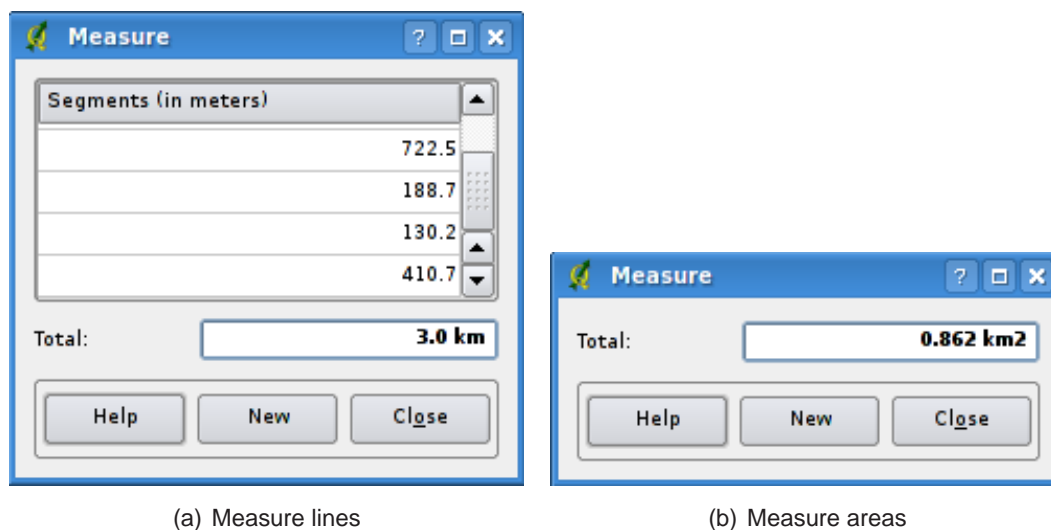 Measure
Segments (in meters)
722.5
188.7
130.2
410.7
Total: 3.0 km
Help New Close
(a) Measure lines
Measure
Total: 0.862 km2
Help New Close
(b) Measure areas